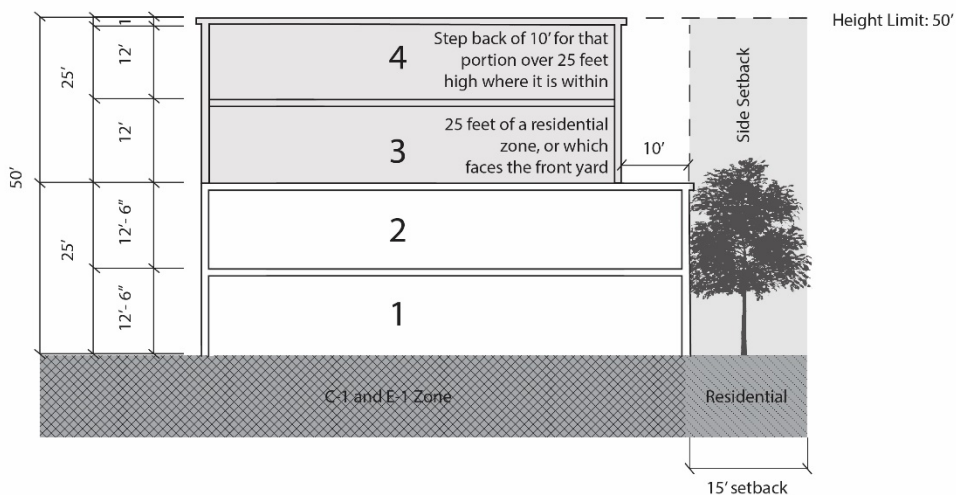 Height Limit: 50'
1'
12'
25'
12'
50'
12'- 6"
25'
12'- 6"
4
Step back of 10' for that
portion over 25 feet
high where it is within
3
25 feet of a residential
zone, or which
faces the front yard
10'
Side Setback
2
1
C-1 and E-1 Zone
Residential
15' setback